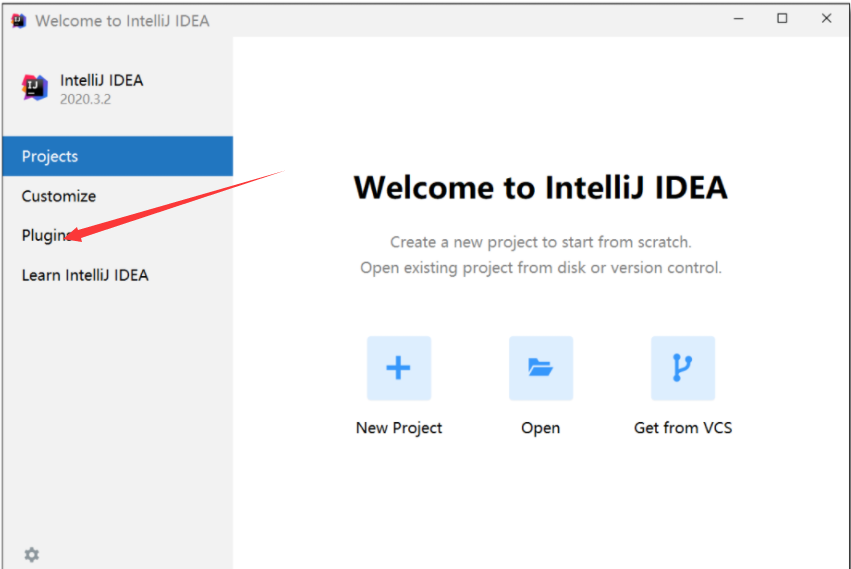 Welcome to IntelliJ IDEA
IntelliJ IDEA
2020.3.2
Projects
Customize
Plugins
Learn IntelliJ IDEA
Welcome to IntelliJ IDEA
Create a new project to start from scratch.
Open existing project from disk or version control.
New Project
Open
Get from VCS